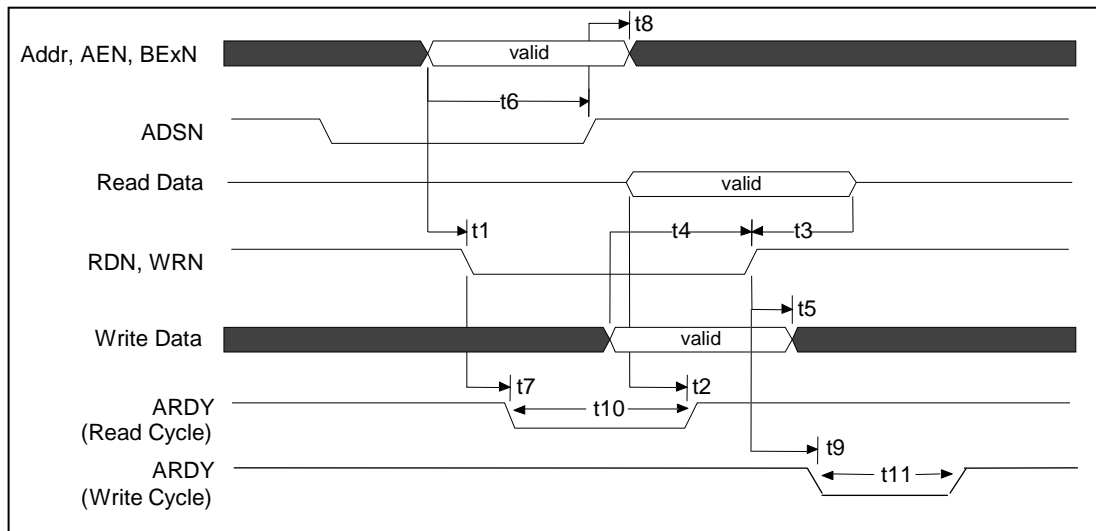 t8
Addr, AEN, BExN
valid
t6
ADSN
Read Data
valid
t1
t4
t3
RDN, WRN
t5
Write Data
valid
t7
t2
ARDY
(Read Cycle)
t10
t9
ARDY
(Write Cycle)
t11